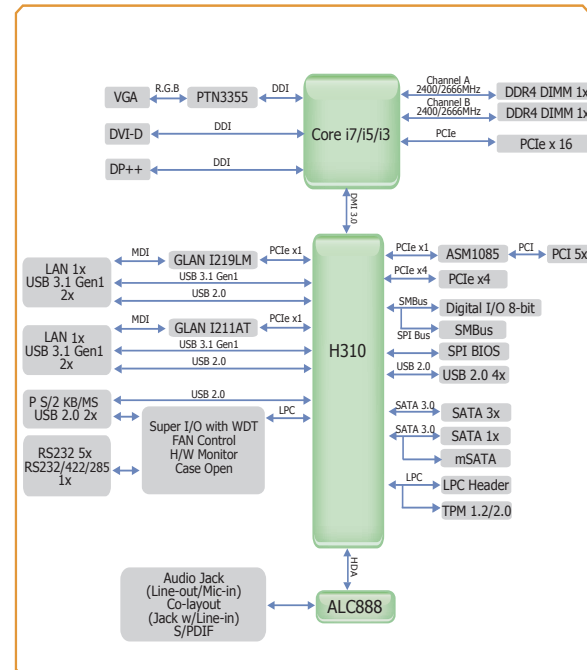 VGA
R.G.B
PTN3355
DDI
DVI-D
DDI
DP++
DDI
Core i7/i5/i3
Channel A
2400/2666MHz
DDR4 DIMM 1x
Channel B
2400/2666MHz
DDR4 DIMM 1x
PCIe
PCIe x 16
DMI 3.0
LAN 1x
USB 3.1 Gen1
2x
MDI
GLAN I219LM
PCIe x1
USB 3.1 Gen1
USB 2.0
LAN 1x
USB 3.1 Gen1
2x
MDI
GLAN I211AT
PCIe x1
USB 3.1 Gen1
USB 2.0
P S/2 KB/MS
USB 2.0 2x
USB 2.0
Super I/O with WDT
FAN Control
H/W Monitor
Case Open
LPC
RS232 5x
RS232/422/285
1x
H310
PCIe x1
ASM1085
PCI
PCI 5x
PCIe x4
PCIe x4
SMBus
Digital I/O 8-bit
SMBus
SPI Bus
SPI BIOS
USB 2.0
USB 2.0 4x
SATA 3.0
SATA 3x
SATA 3.0
SATA 1x
mSATA
LPC
LPC Header
TPM 1.2/2.0
HDA
Audio Jack
(Line-out/Mic-in)
Co-layout
(Jack w/Line-in)
S/PDIF
ALC888